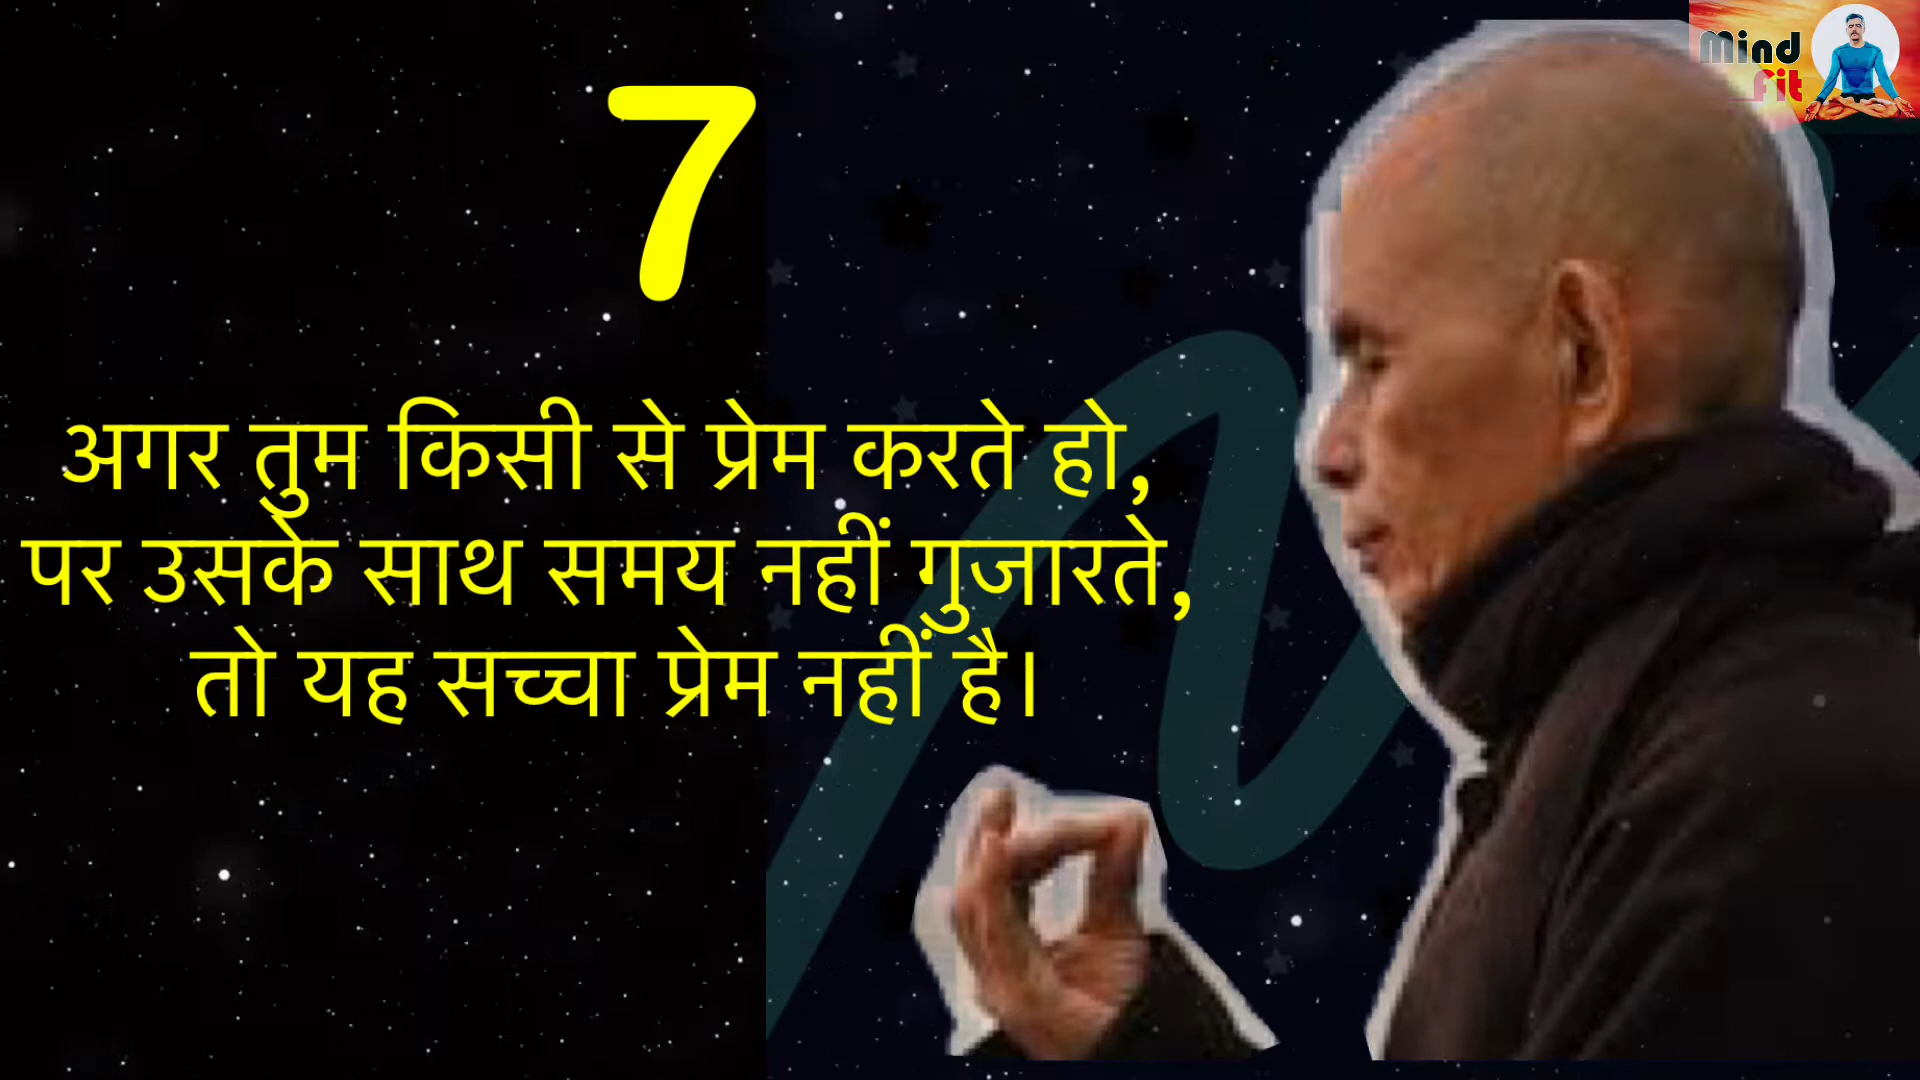 Mind
fit
7
अगर तुम किसी से प्रेम करते हो,
पर उसके साथ समय नहीं गुजारते,
तो यह सच्चा प्रेम नहीं है।